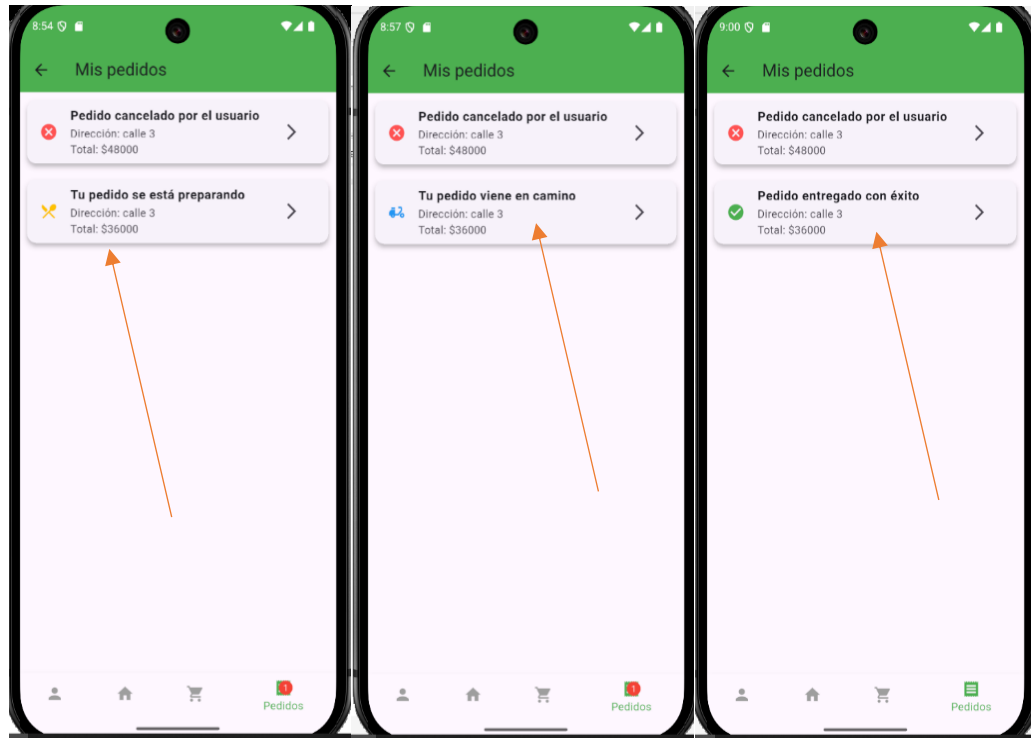 8:54
Mis pedidos
Pedido cancelado por el usuario
Dirección: calle 3
Total: $48000
Tu pedido se está preparando
Dirección: calle 3
Total: $36000
1
Pedidos
8:57
Mis pedidos
Pedido cancelado por el usuario
Dirección: calle 3
Total: $48000
Tu pedido viene en camino
Dirección: calle 3
Total: $36000
1
Pedidos
9:00
Mis pedidos
Pedido cancelado por el usuario
Dirección: calle 3
Total: $48000
Pedido entregado con éxito
Dirección: calle 3
Total: $36000
Pedidos